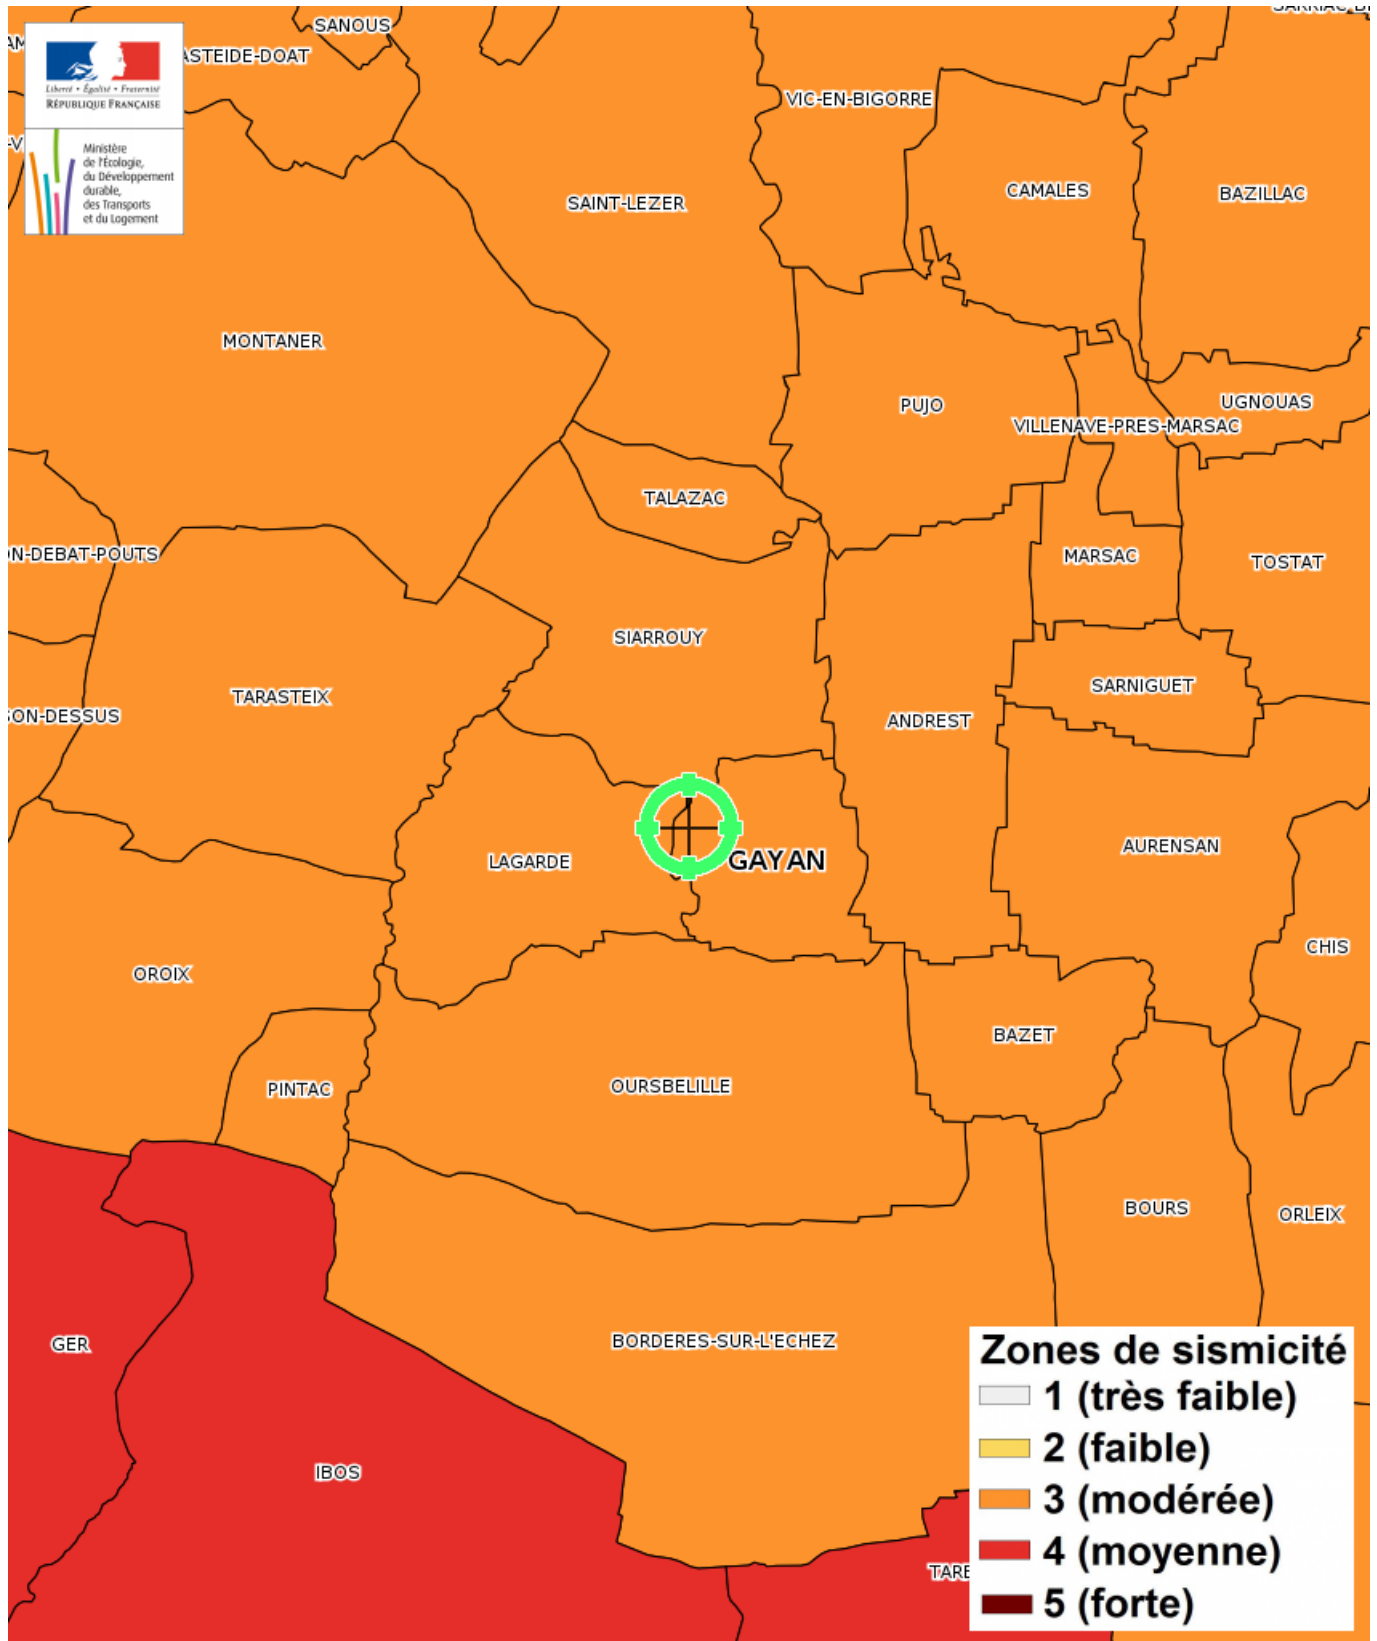 SANOUS
ASTEIDE-DOAT
Liberté • Égalité • Fraternité
RÉPUBLIQUE FRANÇAISE
Ministère
de l'Écologie,
du Développement
durable,
des Transports
et du Logement
VIC-EN-BIGORRE
SAINT-LEZER
CAMALES
BAZILLAC
MONTANER
PUJO
UGNOUAS
VILLENAVE-PRES-MARSAC
TALAZAC
ON-DEBAT-POUTS
MARSAC
TOSTAT
SIARROUY
SARNIGUET
TARASTEIX
SON-DESSUS
ANDREST
AURENSAN
LAGARDE
GAYAN
CHIS
OROIX
BAZET
PINTAC
OURSBELILLE
BOURS
ORLEIX
GER
BORDERES-SUR-L'ECHEZ
IBOS
TARB
Zones de sismicité
1 (très faible)
2 (faible)
3 (modérée)
4 (moyenne)
5 (forte)